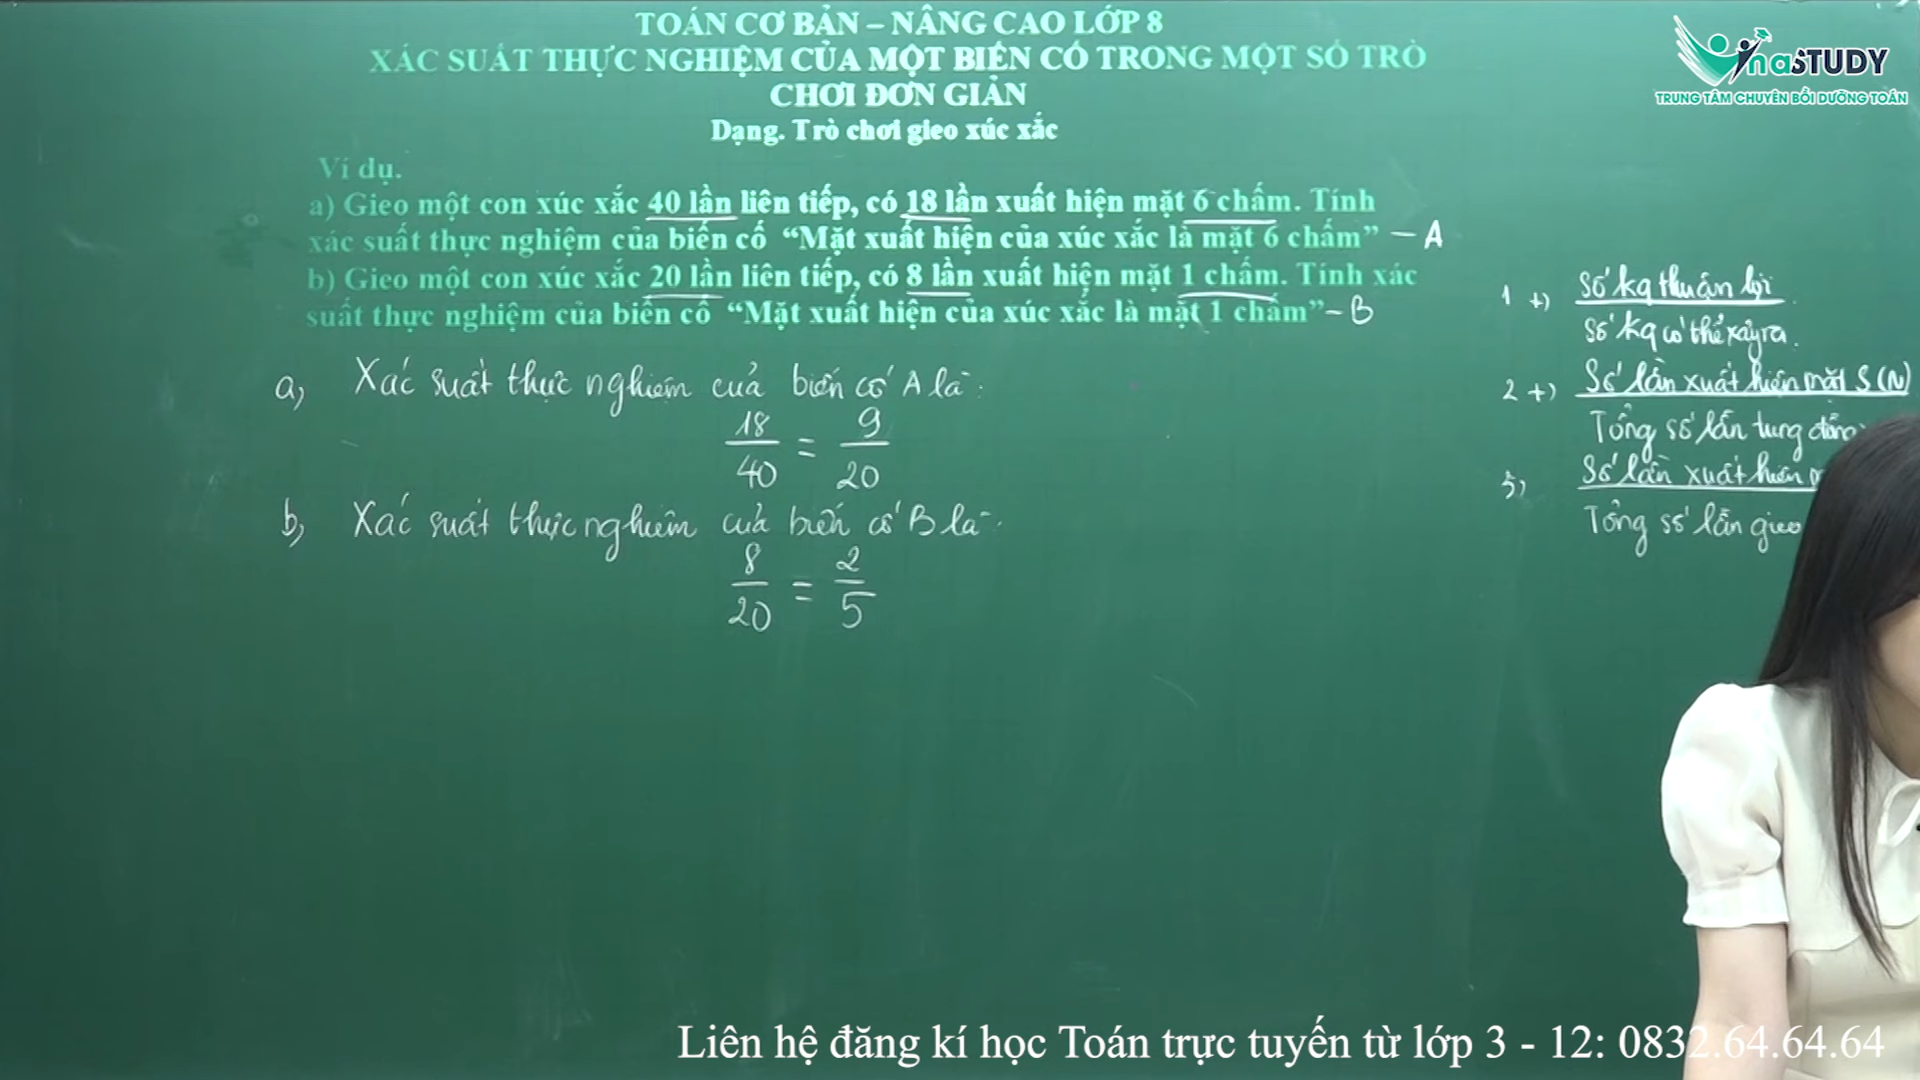 TOÁN CƠ BẢN – NÂNG CAO LỚP 8
XÁC SUẤT THỰC NGHIỆM CỦA MỘT BIẾN CỐ TRONG MỘT SỐ TRÒ
CHƠI ĐƠN GIẢN
Dạng. Trò chơi gieo xúc xắc
Ví dụ.
a) Gieo một con xúc xắc 40 lần liên tiếp, có 18 lần xuất hiện mặt 6 chấm. Tính
xác suất thực nghiệm của biến cố “Mặt xuất hiện của xúc xắc là mặt 6 chấm” – A
b) Gieo một con xúc xắc 20 lần liên tiếp, có 8 lần xuất hiện mặt 1 chấm. Tính xác
suất thực nghiệm của biến cố “Mặt xuất hiện của xúc xắc là mặt 1 chấm” – B
a) Xác suất thực nghiệm của biến cố A là:
18/40 = 9/20
b) Xác suất thực nghiệm của biến cố B là:
8/20 = 2/5
1 +) Số kq thuận lợi
Số kq có thể xảy ra.
2 +) Số lần xuất hiện mặt S (N)
Tổng số lần tung đồng
Số lần xuất hiện
Tổng số lần gieo
inaSTUDY
TRUNG TÂM CHUYÊN BỒI DƯỠNG TOÁN
Liên hệ đăng kí học Toán trực tuyến từ lớp 3 - 12: 0832.64.64.64